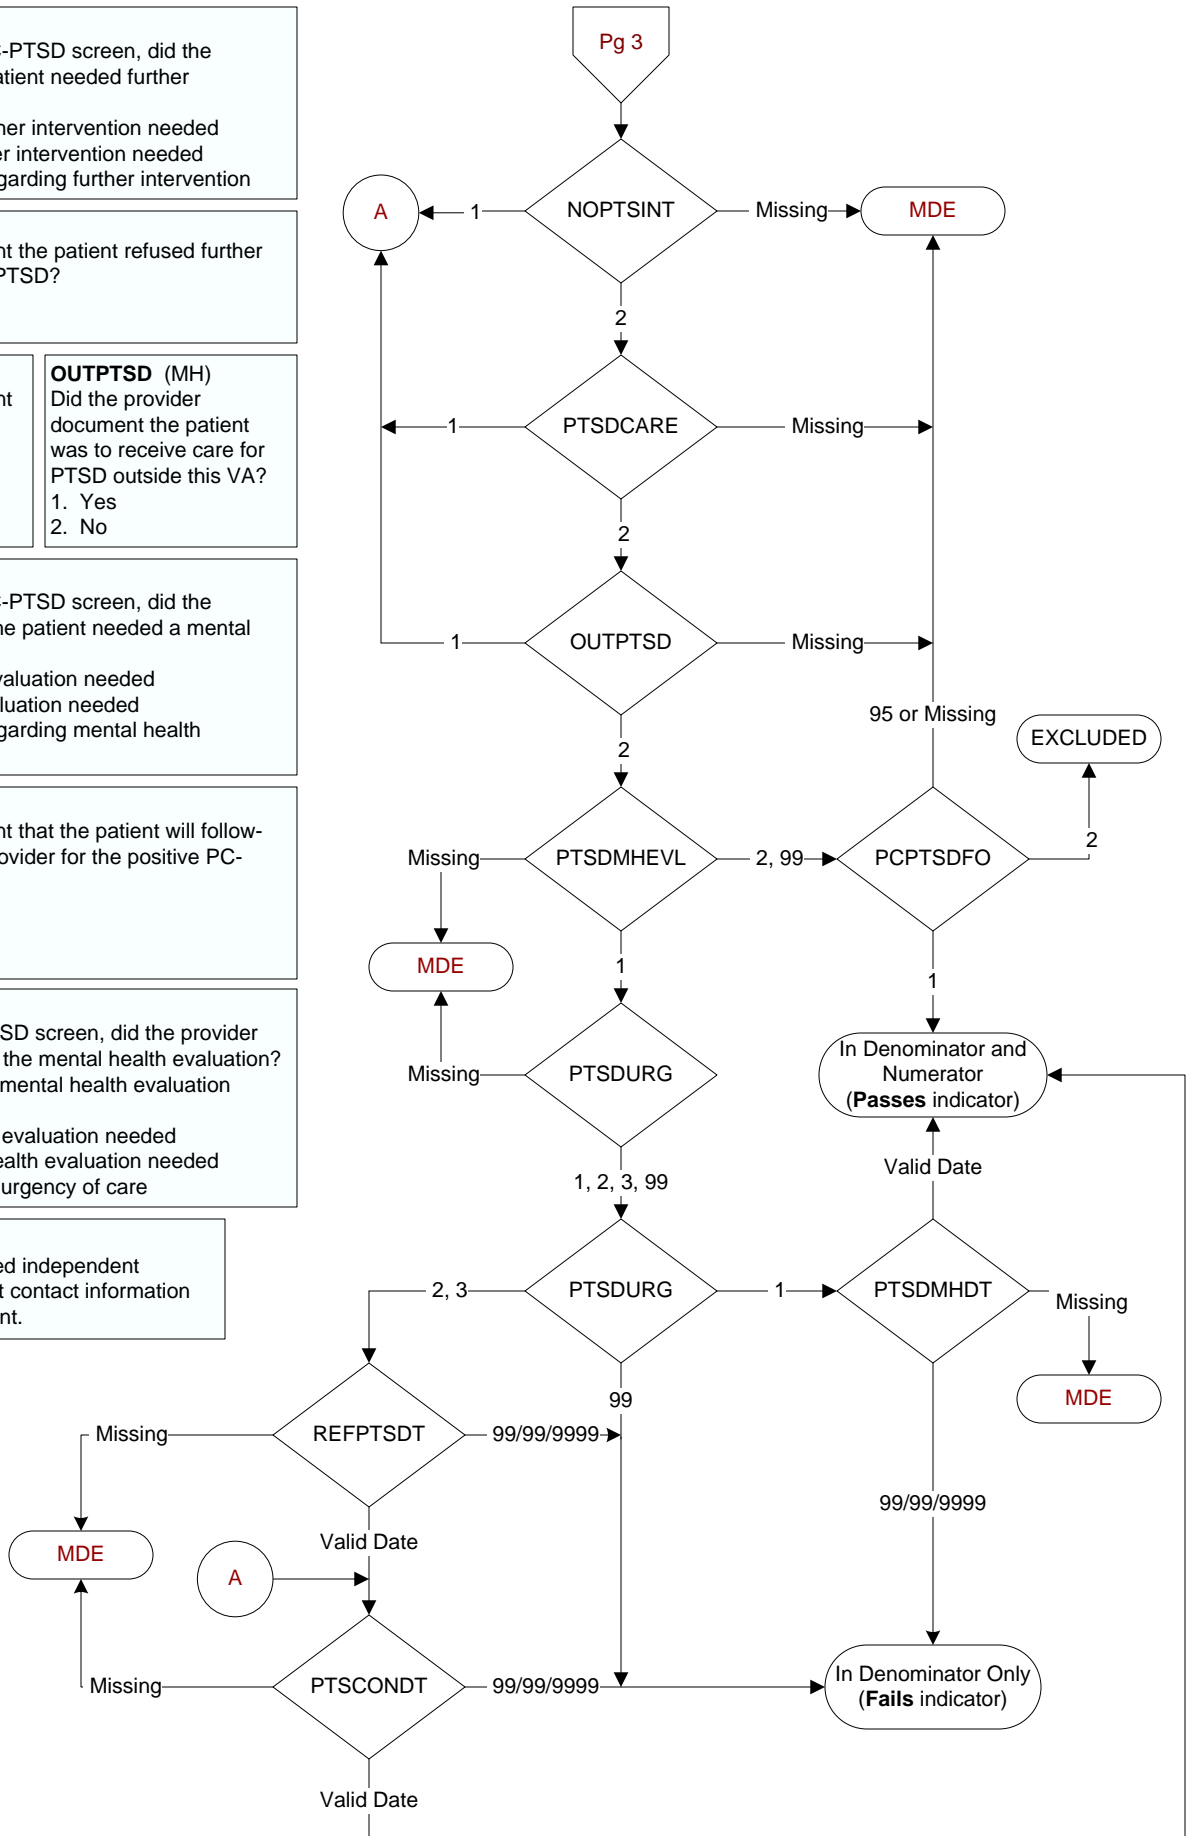 C-PTSD screen, did the
atient needed further
her intervention needed
er intervention needed
garding further intervention
nt the patient refused further
PTSD?
nt
OUTPTSD (MH)
Did the provider
document the patient
was to receive care for
PTSD outside this VA?
1. Yes
2. No
C-PTSD screen, did the
he patient needed a mental
valuation needed
luation needed
garding mental health
nt that the patient will follow-
ovider for the positive PC-
SD screen, did the provider
the mental health evaluation?
mental health evaluation
evaluation needed
ealth evaluation needed
urgency of care
ed independent
t contact information
nt.
Pg 3
A
1
NOPTSINT
Missing
MDE
2
1
PTSDCARE
Missing
2
1
OUTPTSD
Missing
2
95 or Missing
EXCLUDED
Missing
PTSDMHEVL
2, 99
PCPTSDFO
2
MDE
1
1
Missing
PTSDURG
In Denominator and
Numerator
(Passes indicator)
1, 2, 3, 99
Valid Date
2, 3
PTSDURG
1
PTSDMHDT
Missing
MDE
99
Missing
REFPTSDT
99/99/9999
99/99/9999
MDE
Valid Date
A
Missing
PTSCONDT
99/99/9999
In Denominator Only
(Fails indicator)
Valid Date